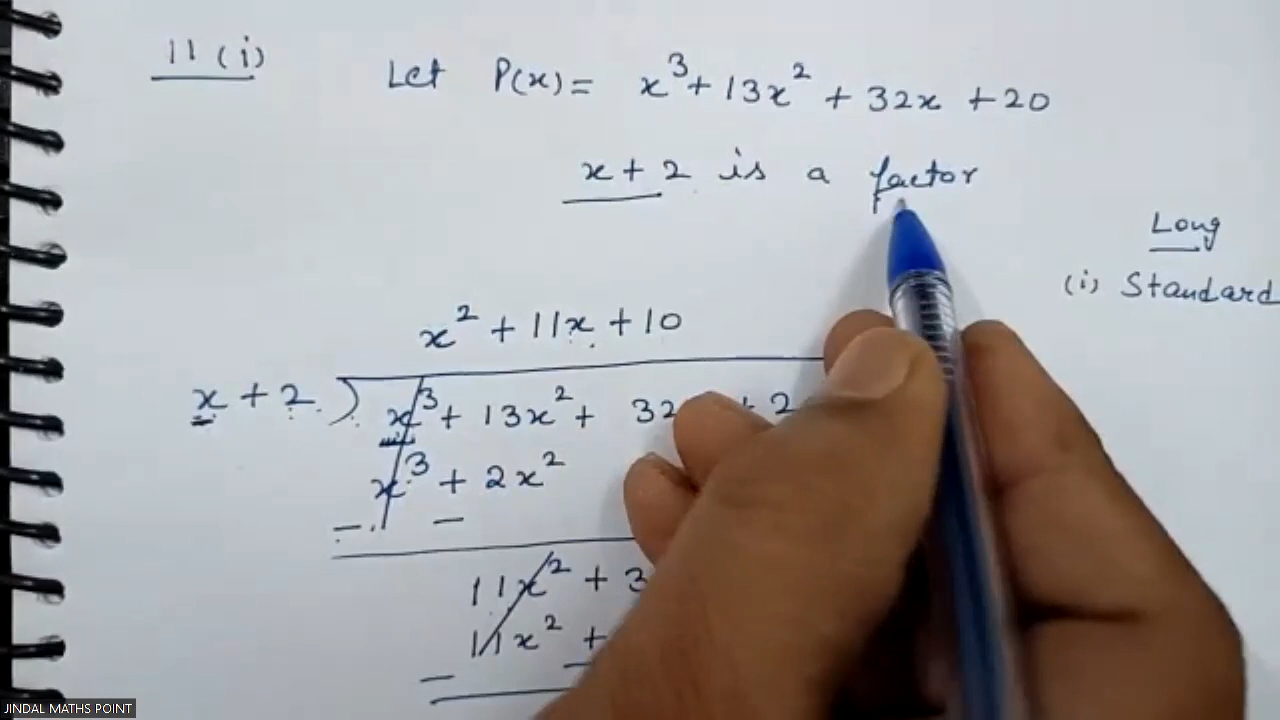 11 (i)
Let P(x) = x³ + 13x² + 32x + 20
x + 2 is a factor
Long
(i) Standard
x² + 11x + 10
x + 2 ) x³ + 13x² + 32 + 2
x³ + 2x²
− −
11x² + 3
11x² +
− −
JINDAL MATHS POINT